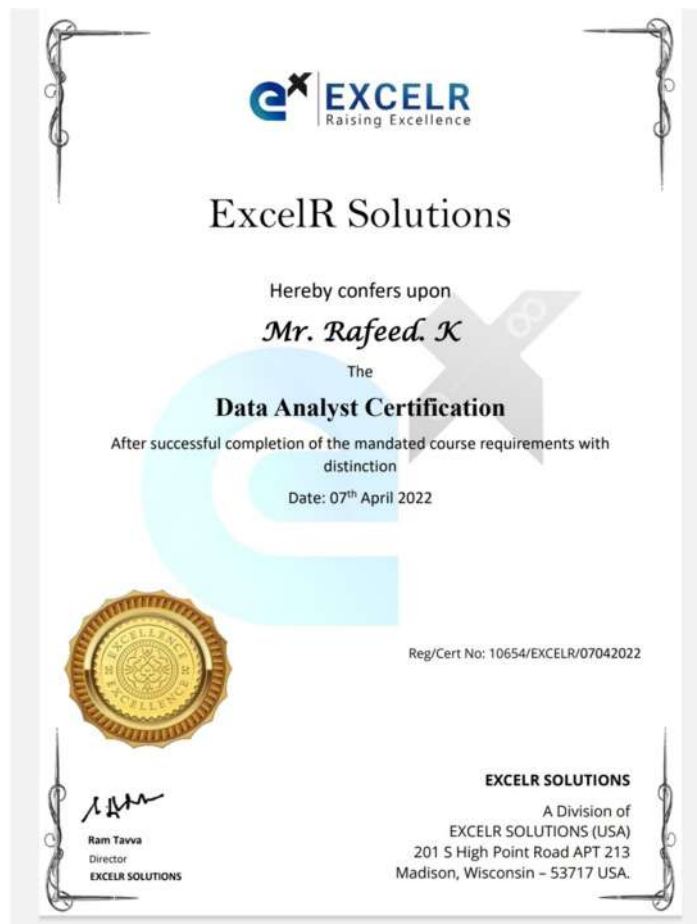 ex EXCELR
Raising Excellence
ExcelR Solutions
Hereby confers upon
Mr. Rafeed. K
The
Data Analyst Certification
After successful completion of the mandated course requirements with
distinction
Date: 07th April 2022
EXCELLENCE
EXCELLENCE
Reg/Cert No: 10654/EXCELR/07042022
Ram Tavva
Director
EXCELR SOLUTIONS
EXCELR SOLUTIONS
A Division of
EXCELR SOLUTIONS (USA)
201 S High Point Road APT 213
Madison, Wisconsin – 53717 USA.